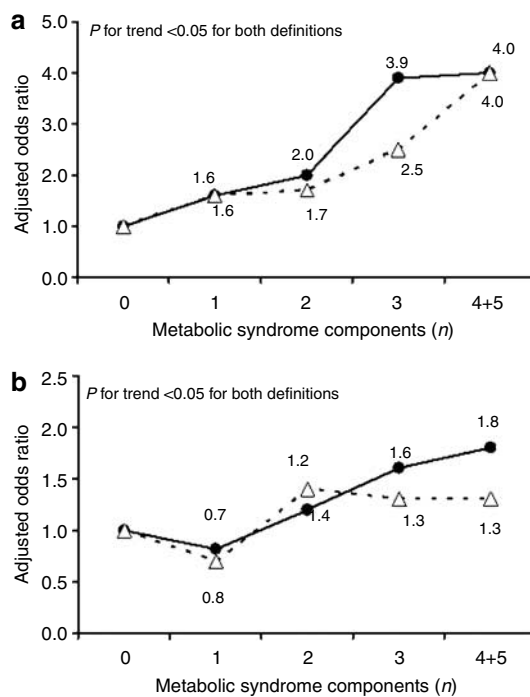 a
P for trend <0.05 for both definitions
Adjusted odds ratio
5.0
4.0
3.0
2.0
1.0
0.0
1.6
1.6
2.0
1.7
3.9
2.5
4.0
4.0
0 1 2 3 4+5
Metabolic syndrome components (n)
b
P for trend <0.05 for both definitions
Adjusted odds ratio
2.5
2.0
1.5
1.0
0.5
0.0
0.7
0.8
1.2
1.4
1.6
1.3
1.8
1.3
0 1 2 3 4+5
Metabolic syndrome components (n)